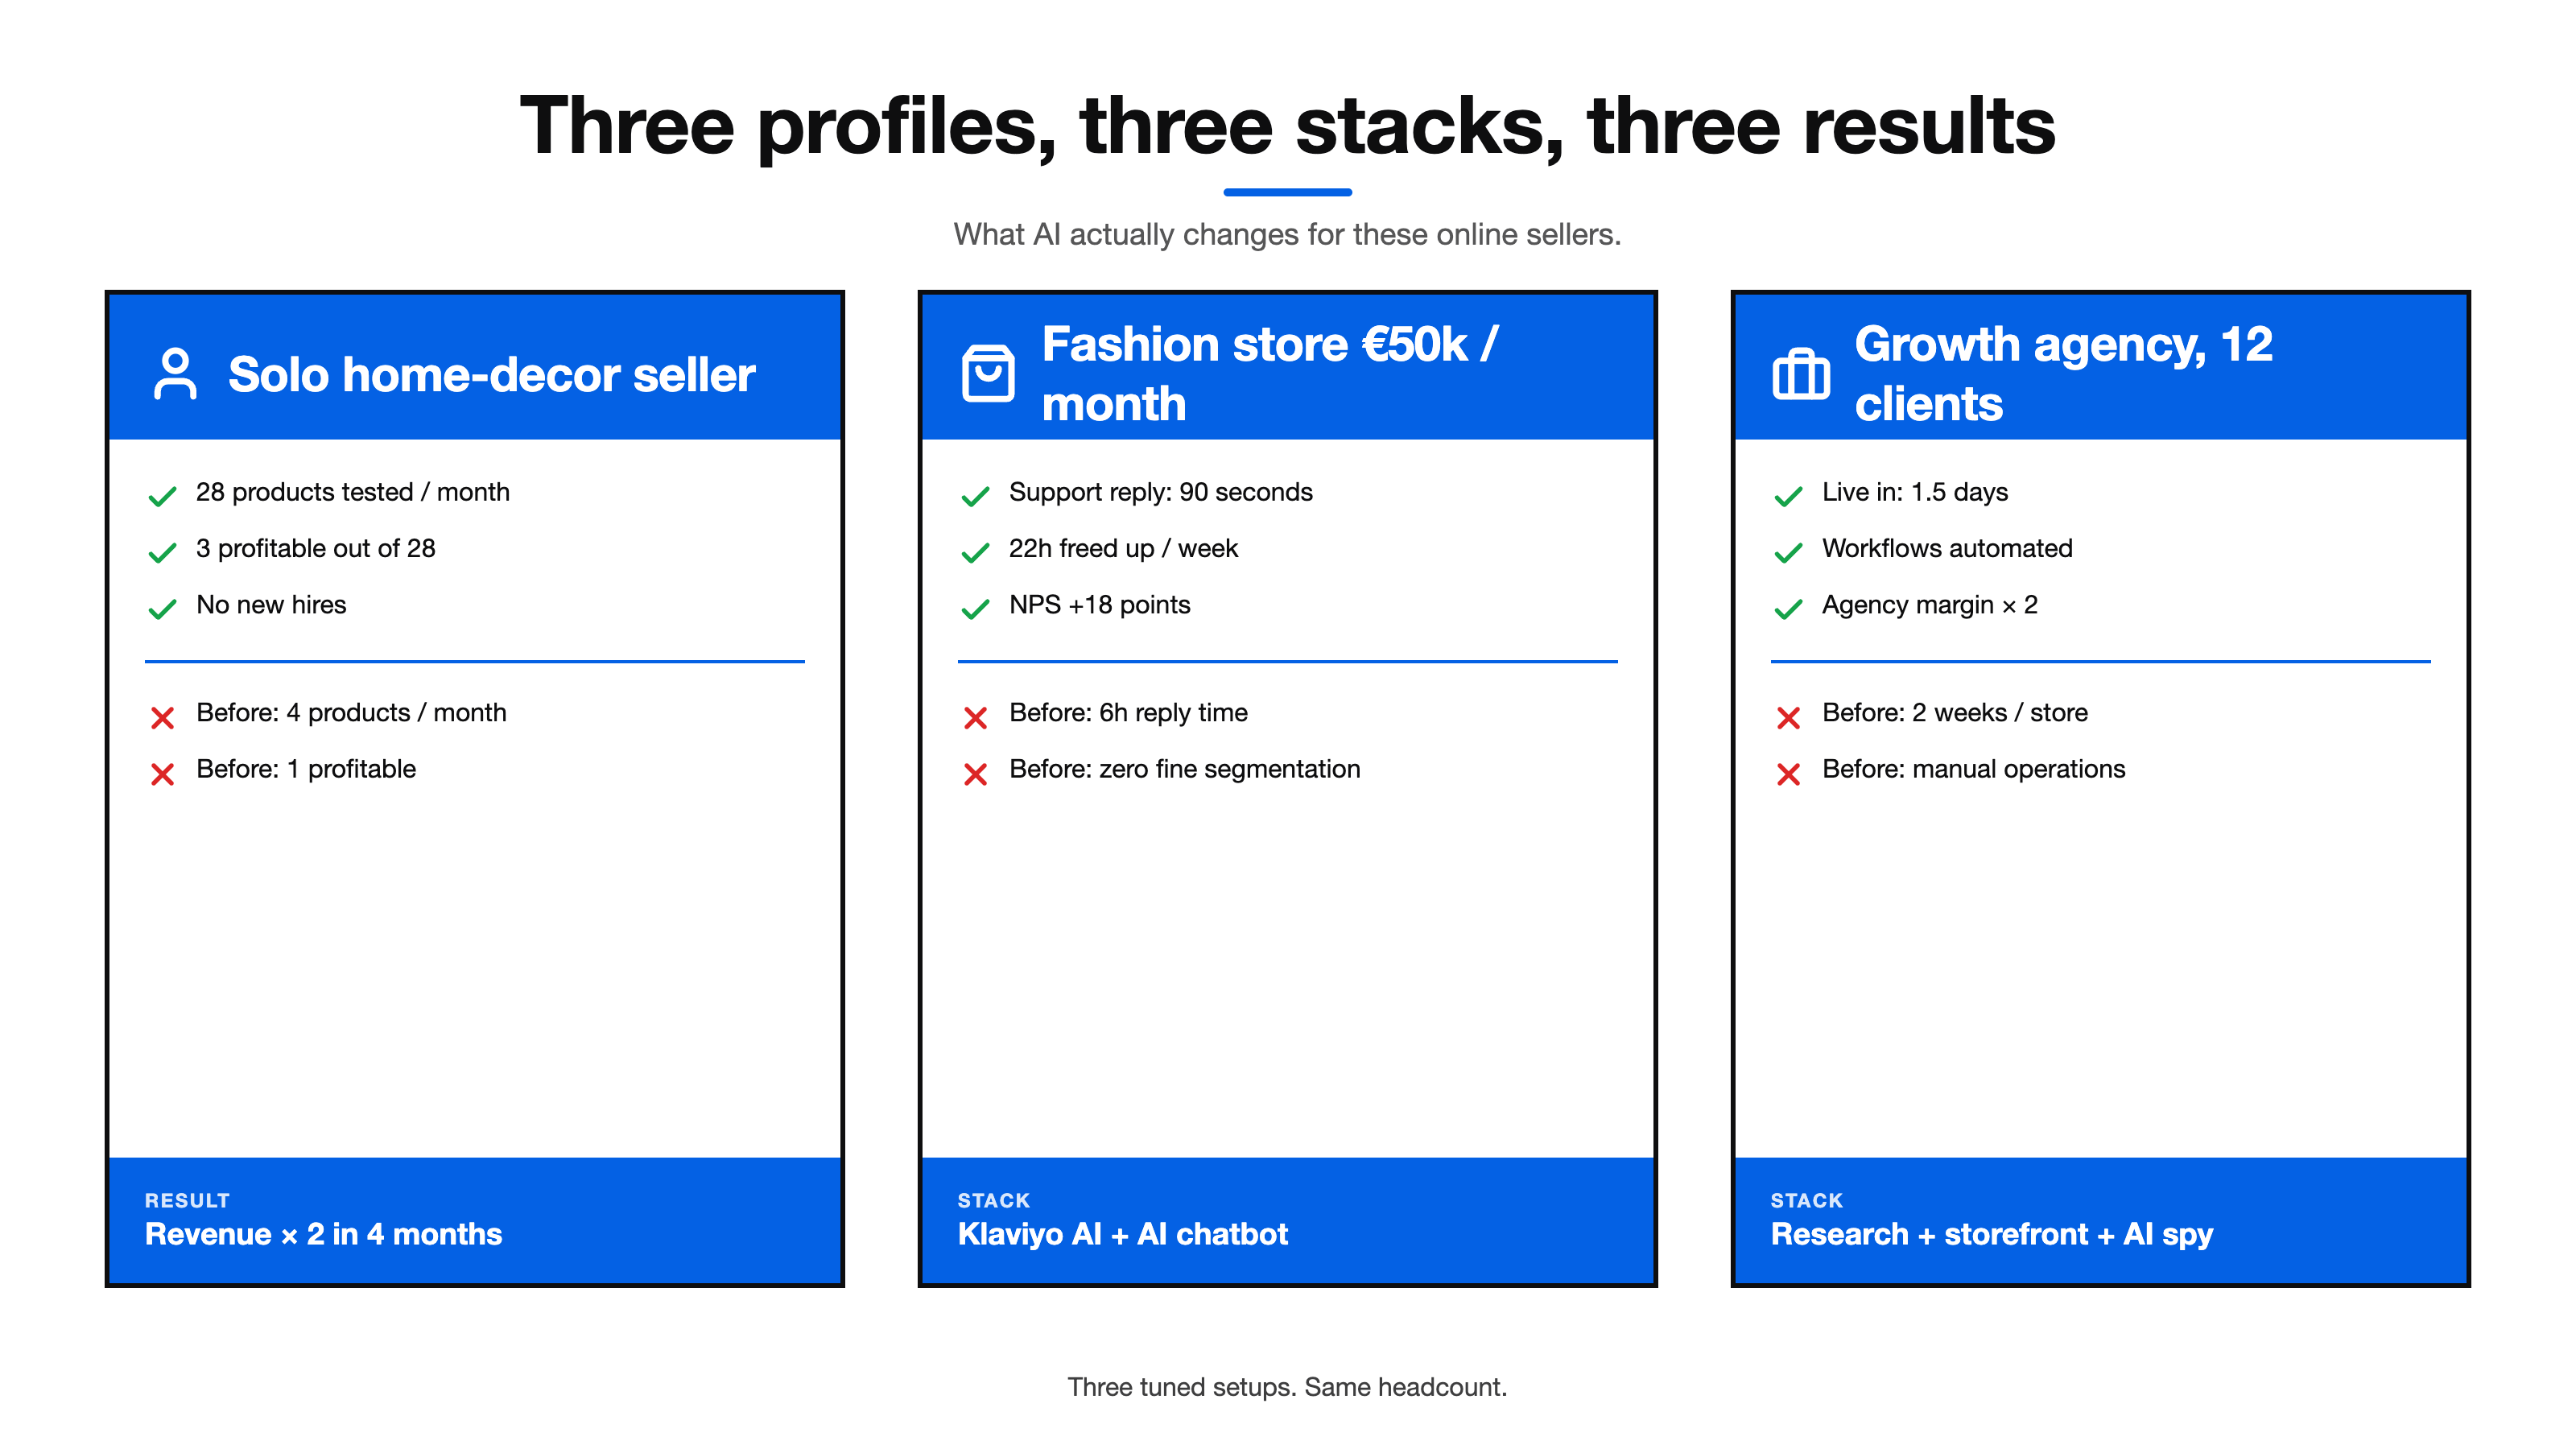 Three profiles, three stacks, three results
What AI actually changes for these online sellers.
Solo home-decor seller
28 products tested / month
3 profitable out of 28
No new hires
Before: 4 products / month
Before: 1 profitable
RESULT
Revenue × 2 in 4 months
Fashion store €50k /
month
Support reply: 90 seconds
22h freed up / week
NPS +18 points
Before: 6h reply time
Before: zero fine segmentation
STACK
Klaviyo AI + AI chatbot
Growth agency, 12
clients
Live in: 1.5 days
Workflows automated
Agency margin × 2
Before: 2 weeks / store
Before: manual operations
STACK
Research + storefront + AI spy
Three tuned setups. Same headcount.